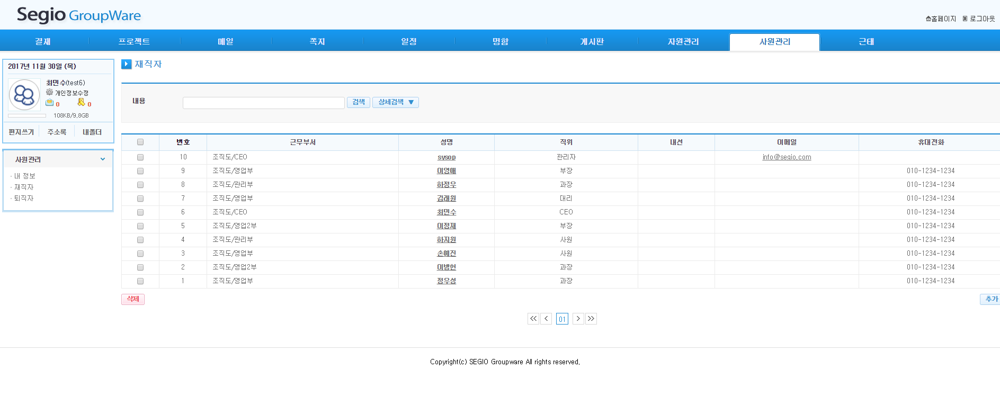 Segio GroupWare
홈페이지 로그아웃
결재 프로젝트 메일 쪽지 일정 명함 게시판 자원관리 사원관리 근태
2017년 11월 30일 (목)
최민수(test6)
개인정보수정
0 0
108KB/9.8GB
편지쓰기 주소록 내폴더
사원관리
· 내 정보
· 재직자
· 퇴직자
재직자
내용 검색 상세검색 ▼
번호 근무부서 성명 직위 내선 이메일 휴대전화
10 조직도/CEO sysop 관리자 info@segio.com
9 조직도/영업부 이영애 부장 010-1234-1234
8 조직도/관리부 하정우 과장 010-1234-1234
7 조직도/영업부 김래원 대리 010-1234-1234
6 조직도/CEO 최민수 CEO 010-1234-1234
5 조직도/영업2부 이정재 부장 010-1234-1234
4 조직도/관리부 하지원 사원 010-1234-1234
3 조직도/영업부 손예진 사원 010-1234-1234
2 조직도/영업2부 이병헌 과장 010-1234-1234
1 조직도/영업부 정우성 과장 010-1234-1234
삭제 추가
<< < 01 > >>
Copyright(c) SEGIO Groupware All rights reserved.